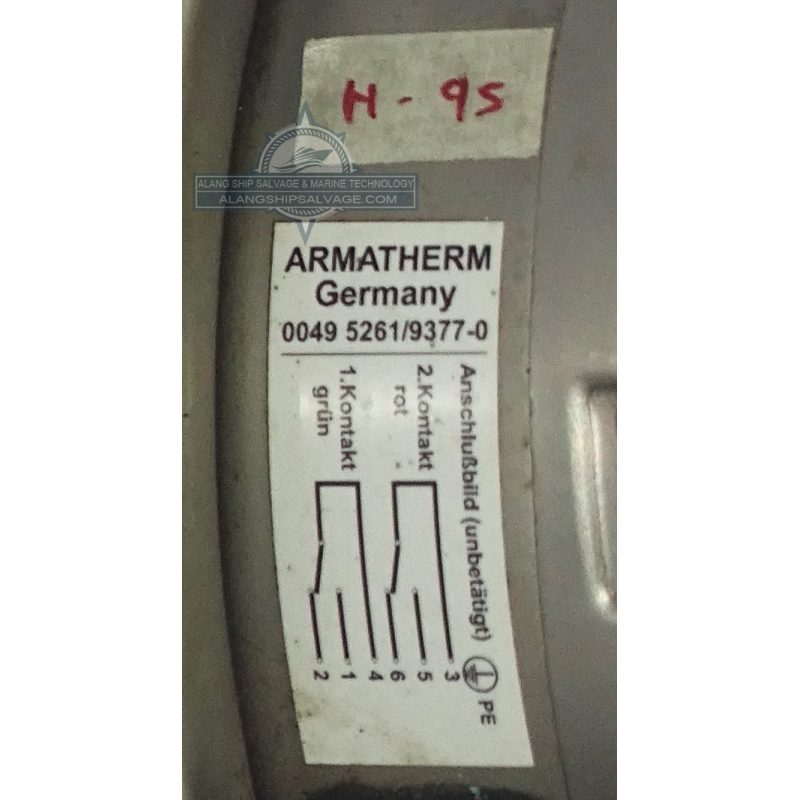 H-95
ALANG SHIP SALVAGE & MARINE TECHNOLOGY
ALANGSHIPSALVAGE.COM
ARMATHERM
Germany
0049 5261/9377-0
Anschlußbild (unbetätigt) PE
2.Kontakt
rot
3
5
6
1.Kontakt
grün
4
1
2